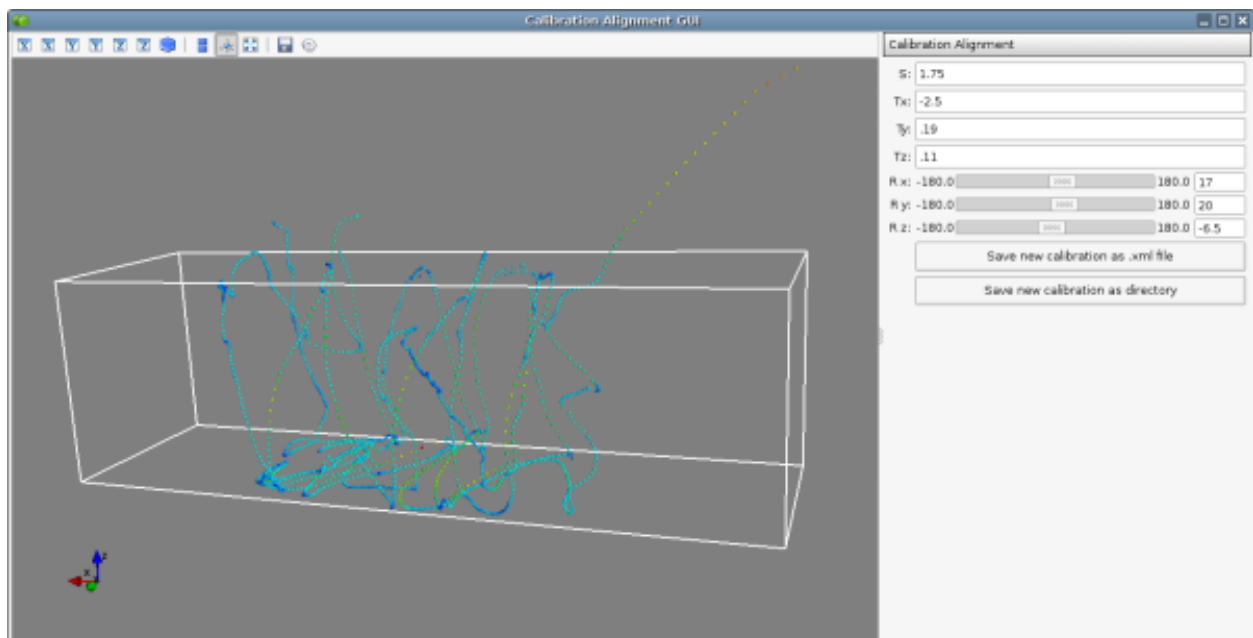 Calibration Alignment GUI
X X Y Y Z Z
Calibration Alignment
S: 1.75
Tx: -2.5
Ty: .19
Tz: .11
R x: -180.0 180.0 17
R y: -180.0 180.0 20
R z: -180.0 180.0 -6.5
Save new calibration as .xml file
Save new calibration as directory
z
x